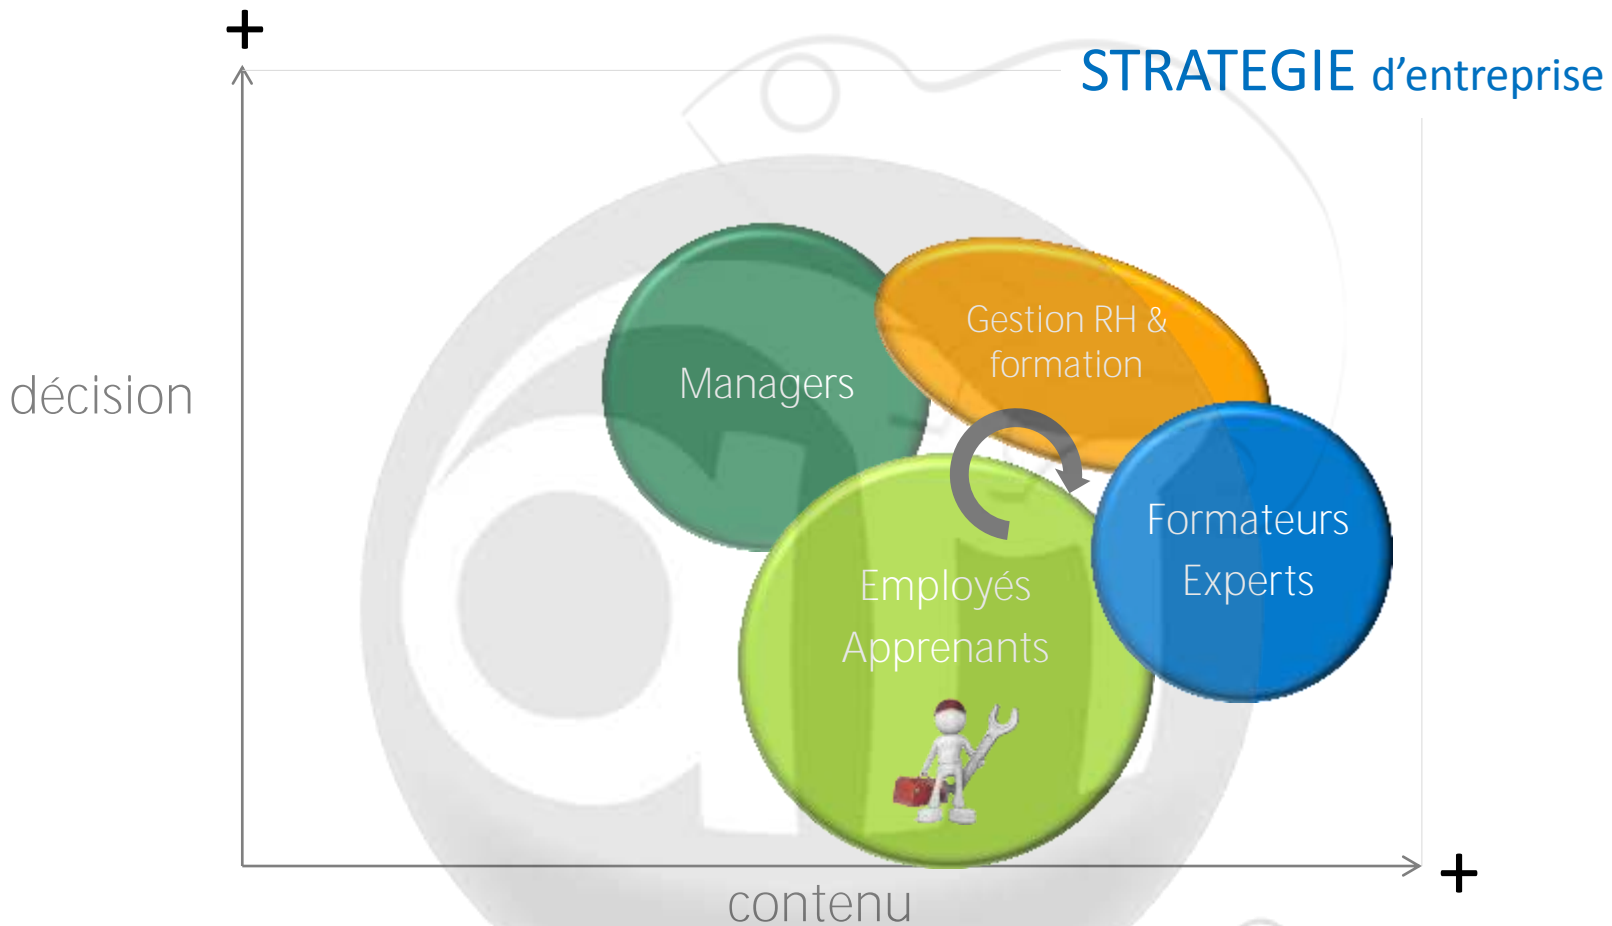 +
STRATEGIE d’entreprise
Gestion RH &
formation
Managers
décision
Formateurs
Experts
Employés
Apprenants
+
contenu